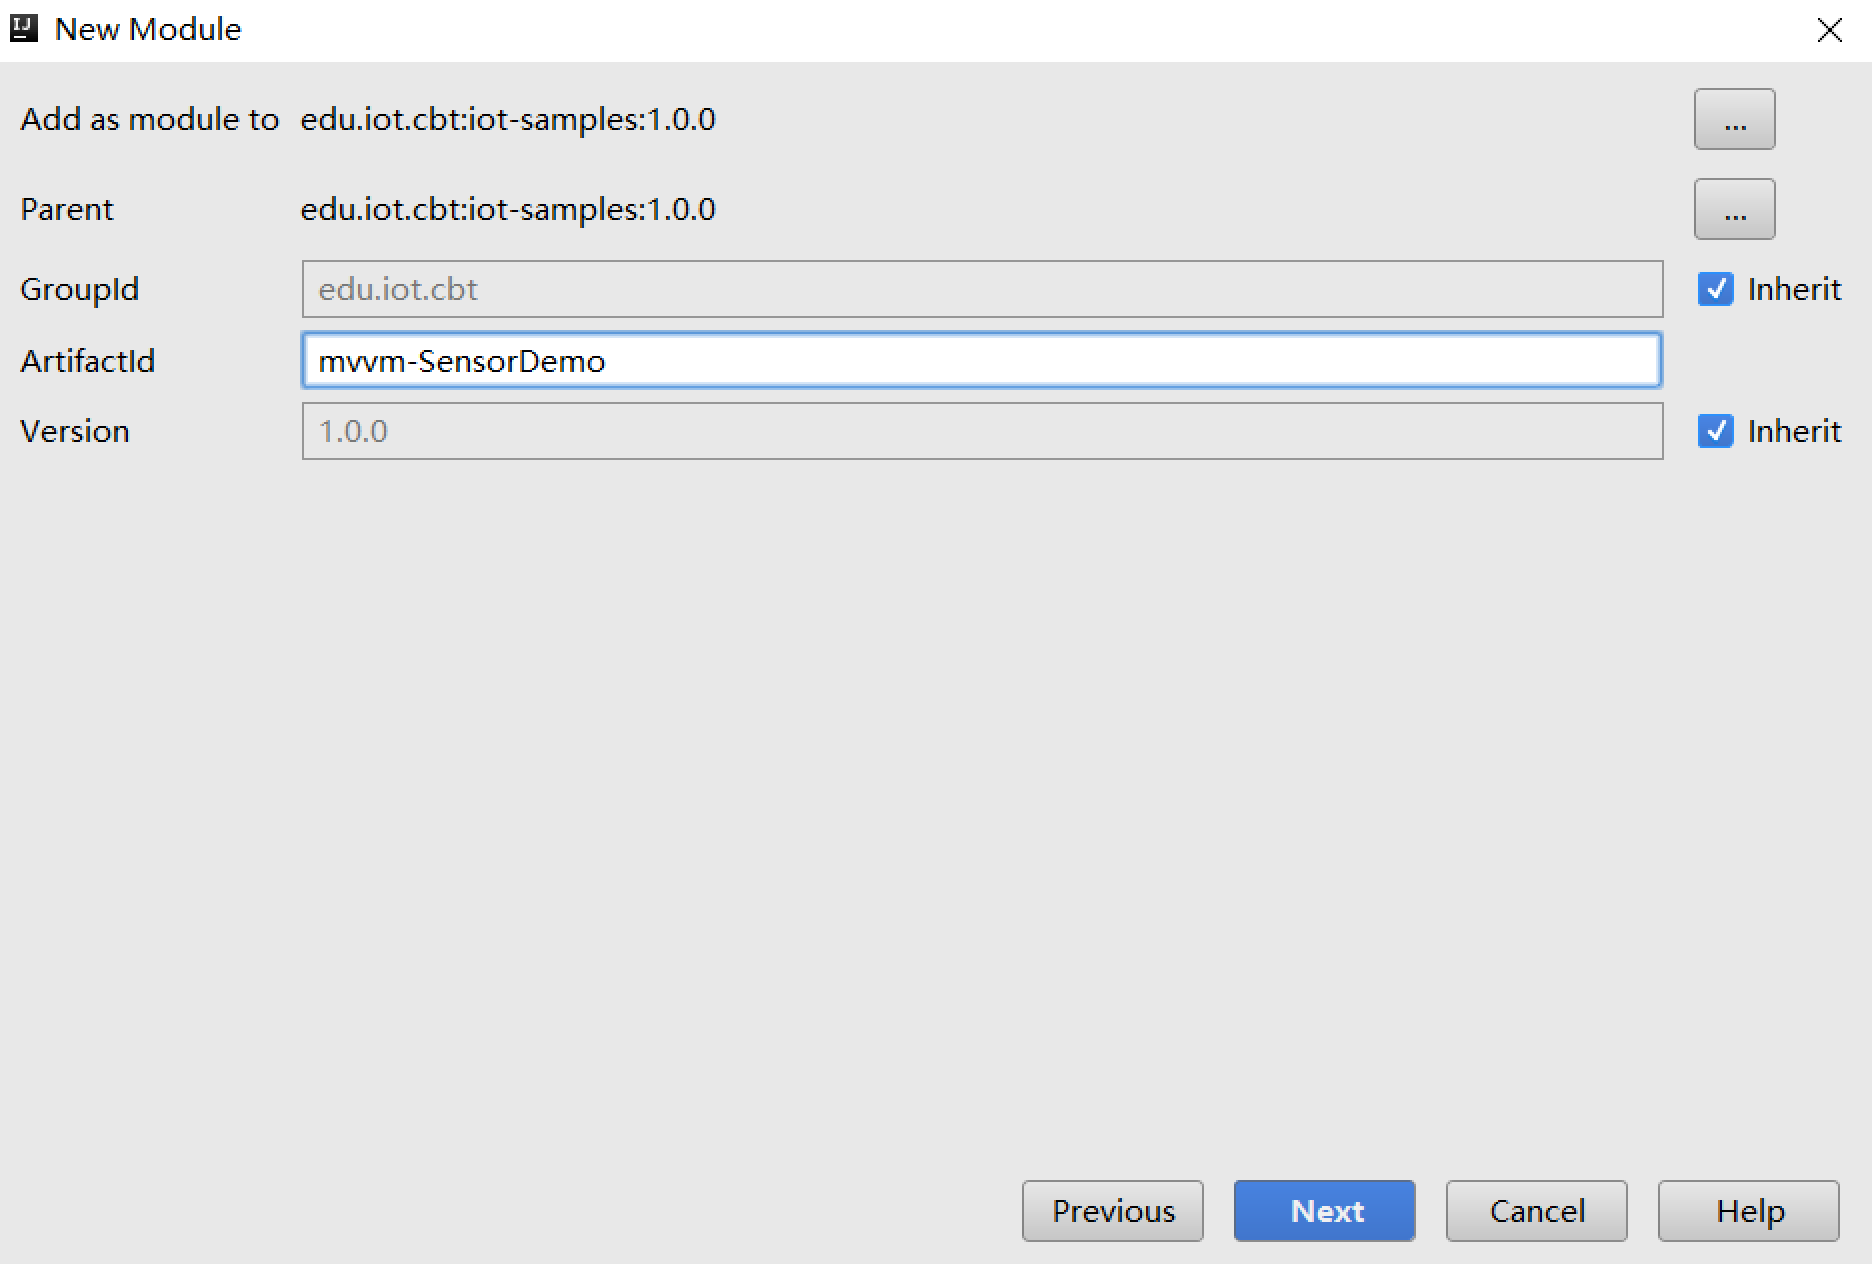 IJ New Module
Add as module to edu.iot.cbt:iot-samples:1.0.0 ...
Parent edu.iot.cbt:iot-samples:1.0.0 ...
GroupId edu.iot.cbt Inherit
ArtifactId mvvm-SensorDemo
Version 1.0.0 Inherit
Previous Next Cancel Help